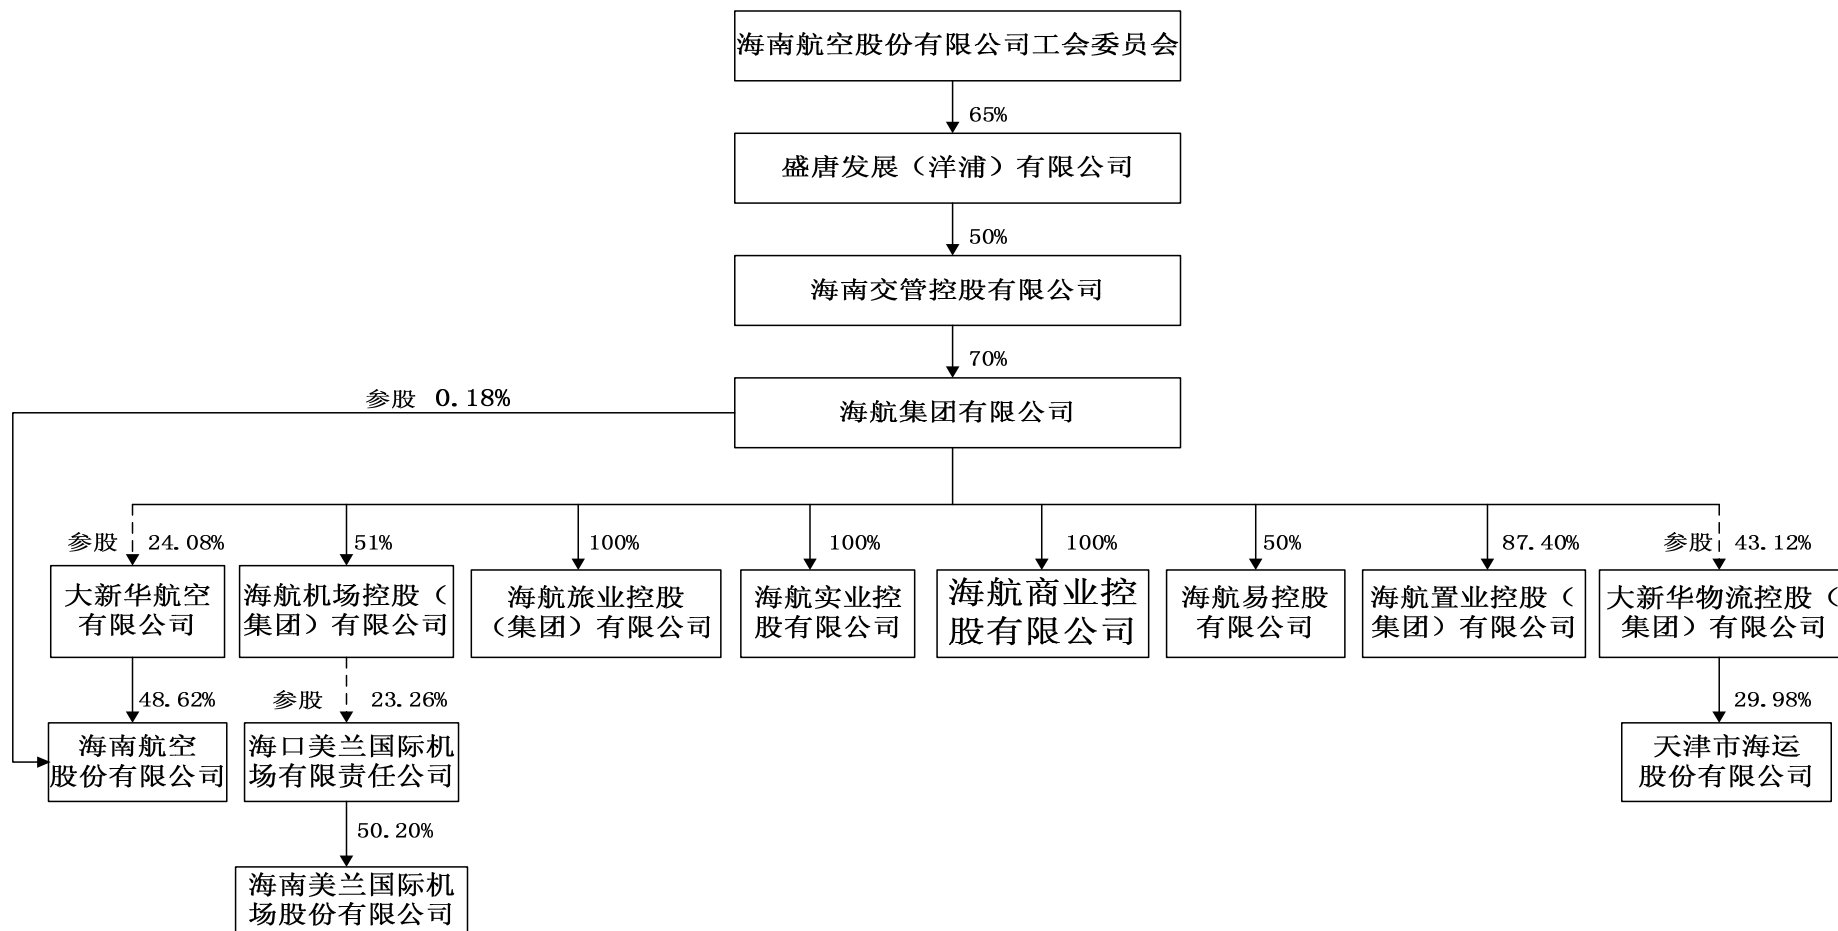 海南航空股份有限公司工会委员会
65%
盛唐发展（洋浦）有限公司
50%
海南交管控股有限公司
70%
参股 0.18%
海航集团有限公司
参股 24.08%
51%
100%
100%
100%
50%
87.40%
参股 43.12%
大新华航空
有限公司
海航机场控股（
集团）有限公司
海航旅业控股
（集团）有限公司
海航实业控
股有限公司
海航商业控
股有限公司
海航易控股
有限公司
海航置业控股（
集团）有限公司
大新华物流控股（
集团）有限公司
48.62%
参股 23.26%
29.98%
海南航空
股份有限公司
海口美兰国际机
场有限责任公司
天津市海运
股份有限公司
50.20%
海南美兰国际机
场股份有限公司